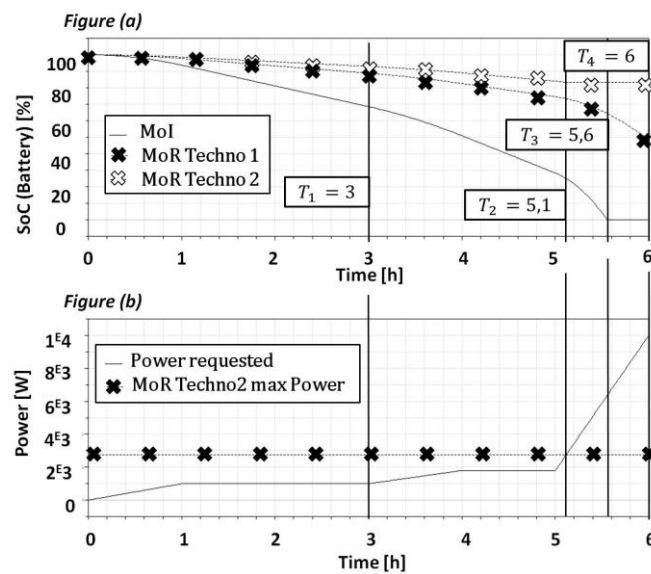 Figure (a)
100
80
60
40
20
0
SoC (Battery) [%]
MoI
MoR Techno 1
MoR Techno 2
T₁ = 3
T₂ = 5,1
T₃ = 5,6
T₄ = 6
0 1 2 3 4 5 6
Time [h]
Figure (b)
1ᴱ4
8ᴱ3
6ᴱ3
4ᴱ3
2ᴱ3
0
Power [W]
Power requested
MoR Techno2 max Power
0 1 2 3 4 5 6
Time [h]